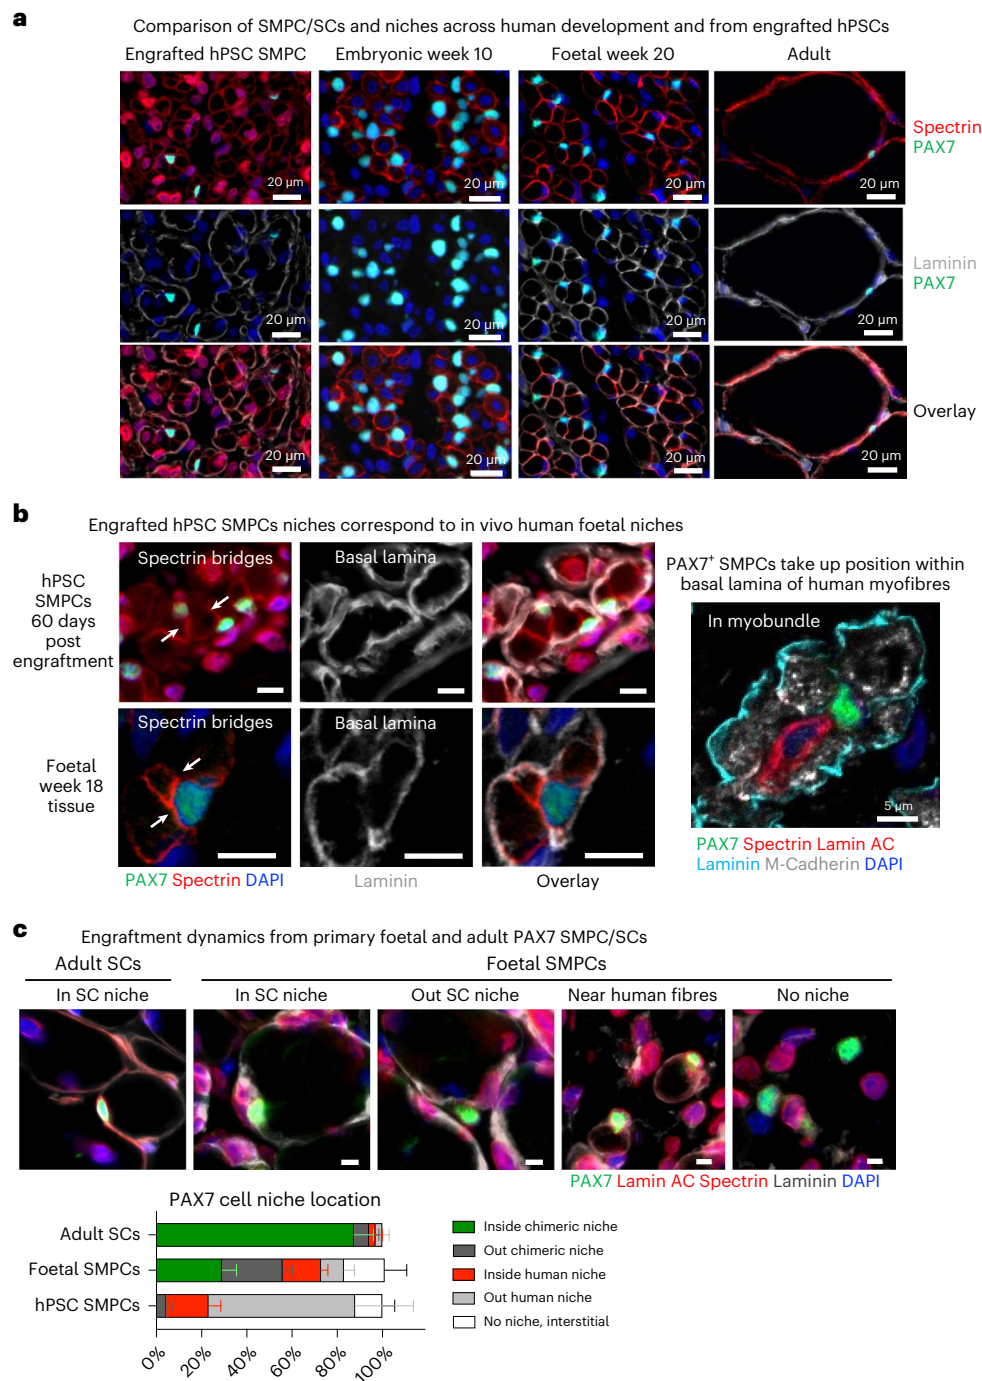 a
Comparison of SMPC/SCs and niches across human development and from engrafted hPSCs
Engrafted hPSC SMPC
Embryonic week 10
Foetal week 20
Adult
20 µm
20 µm
20 µm
20 µm
Spectrin
PAX7
20 µm
20 µm
20 µm
20 µm
Laminin
PAX7
20 µm
20 µm
20 µm
20 µm
Overlay
b
Engrafted hPSC SMPCs niches correspond to in vivo human foetal niches
hPSC
SMPCs
60 days
post
engraftment
Spectrin bridges
Basal lamina
Foetal
week 18
tissue
Spectrin bridges
Basal lamina
PAX7 Spectrin DAPI
Laminin
Overlay
PAX7⁺ SMPCs take up position within
basal lamina of human myofibres
In myobundle
5 µm
PAX7 Spectrin Lamin AC
Laminin M-Cadherin DAPI
c
Engraftment dynamics from primary foetal and adult PAX7 SMPC/SCs
Adult SCs
Foetal SMPCs
In SC niche
In SC niche
Out SC niche
Near human fibres
No niche
PAX7 Lamin AC Spectrin Laminin DAPI
PAX7 cell niche location
Adult SCs
Foetal SMPCs
hPSC SMPCs
0%
20%
40%
60%
80%
100%
Inside chimeric niche
Out chimeric niche
Inside human niche
Out human niche
No niche, interstitial